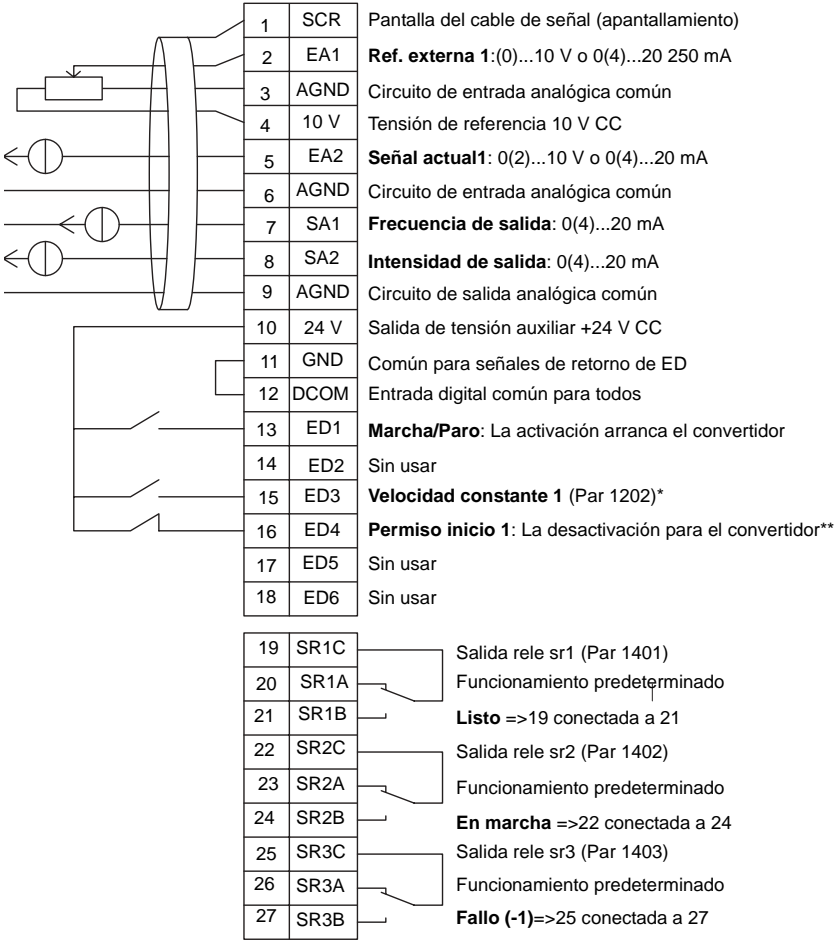 1 SCR Pantalla del cable de señal (apantallamiento)
2 EA1 Ref. externa 1:(0)...10 V o 0(4)...20 250 mA
3 AGND Circuito de entrada analógica común
4 10 V Tensión de referencia 10 V CC
5 EA2 Señal actual1: 0(2)...10 V o 0(4)...20 mA
6 AGND Circuito de entrada analógica común
7 SA1 Frecuencia de salida: 0(4)...20 mA
8 SA2 Intensidad de salida: 0(4)...20 mA
9 AGND Circuito de salida analógica común
10 24 V Salida de tensión auxiliar +24 V CC
11 GND Común para señales de retorno de ED
12 DCOM Entrada digital común para todos
13 ED1 Marcha/Paro: La activación arranca el convertidor
14 ED2 Sin usar
15 ED3 Velocidad constante 1 (Par 1202)*
16 ED4 Permiso inicio 1: La desactivación para el convertidor**
17 ED5 Sin usar
18 ED6 Sin usar
19 SR1C Salida rele sr1 (Par 1401)
20 SR1A Funcionamiento predeterminado
21 SR1B Listo =>19 conectada a 21
22 SR2C Salida rele sr2 (Par 1402)
23 SR2A Funcionamiento predeterminado
24 SR2B En marcha =>22 conectada a 24
25 SR3C Salida rele sr3 (Par 1403)
26 SR3A Funcionamiento predeterminado
27 SR3B Fallo (-1)=>25 conectada a 27